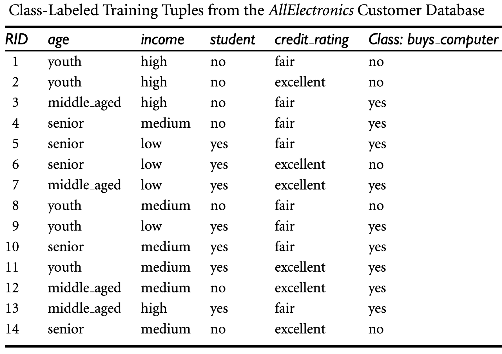 Class-Labeled Training Tuples from the AllElectronics Customer Database
RID age income student credit_rating Class: buys_computer
1 youth high no fair no
2 youth high no excellent no
3 middle_aged high no fair yes
4 senior medium no fair yes
5 senior low yes fair yes
6 senior low yes excellent no
7 middle_aged low yes excellent yes
8 youth medium no fair no
9 youth low yes fair yes
10 senior medium yes fair yes
11 youth medium yes excellent yes
12 middle_aged medium no excellent yes
13 middle_aged high yes fair yes
14 senior medium no excellent no